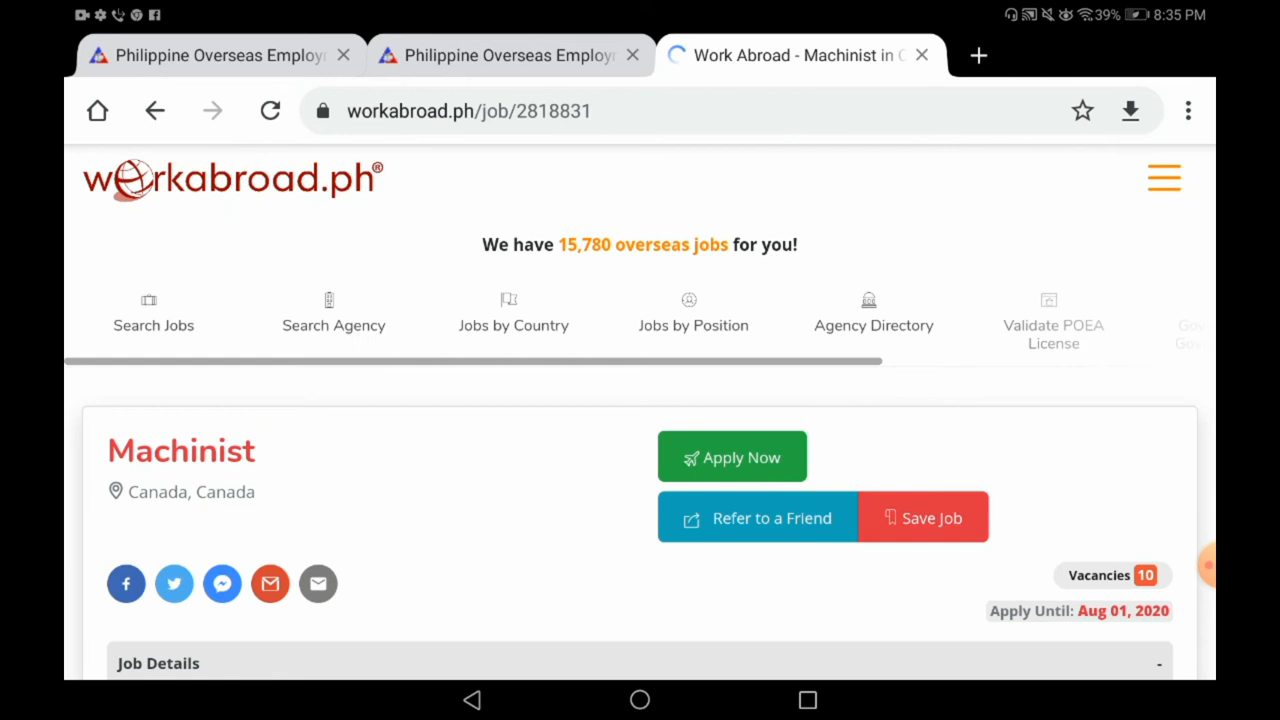 39% 8:35 PM
Philippine Overseas Employ
Philippine Overseas Employ
Work Abroad - Machinist in
workabroad.ph/job/2818831
workabroad.ph®
We have 15,780 overseas jobs for you!
Search Jobs
Search Agency
Jobs by Country
Jobs by Position
Agency Directory
Validate POEA
License
Machinist
Apply Now
Canada, Canada
Refer to a Friend
Save Job
Vacancies 10
Apply Until: Aug 01, 2020
Job Details -